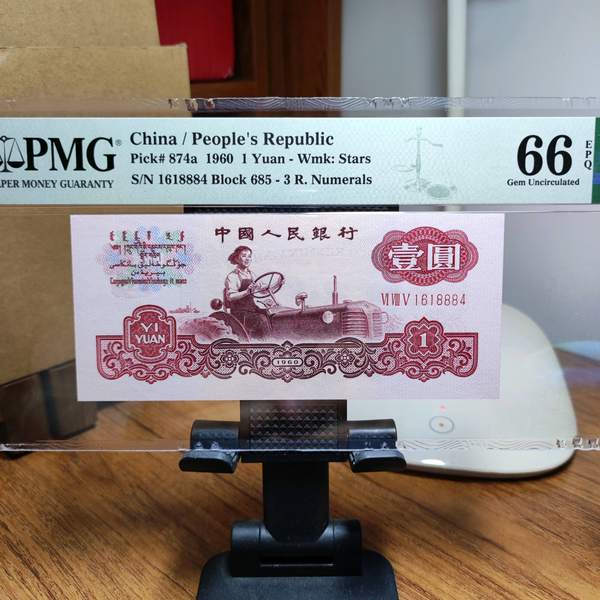 PMG
PAPER MONEY GUARANTY
China / People's Republic
Pick# 874a 1960 1 Yuan - Wmk: Stars
S/N 1618884 Block 685 - 3 R. Numerals
66
EPQ
Gem Uncirculated
中國人民銀行
壹圓
VI VIII V 1618884
YI
YUAN
1960
1